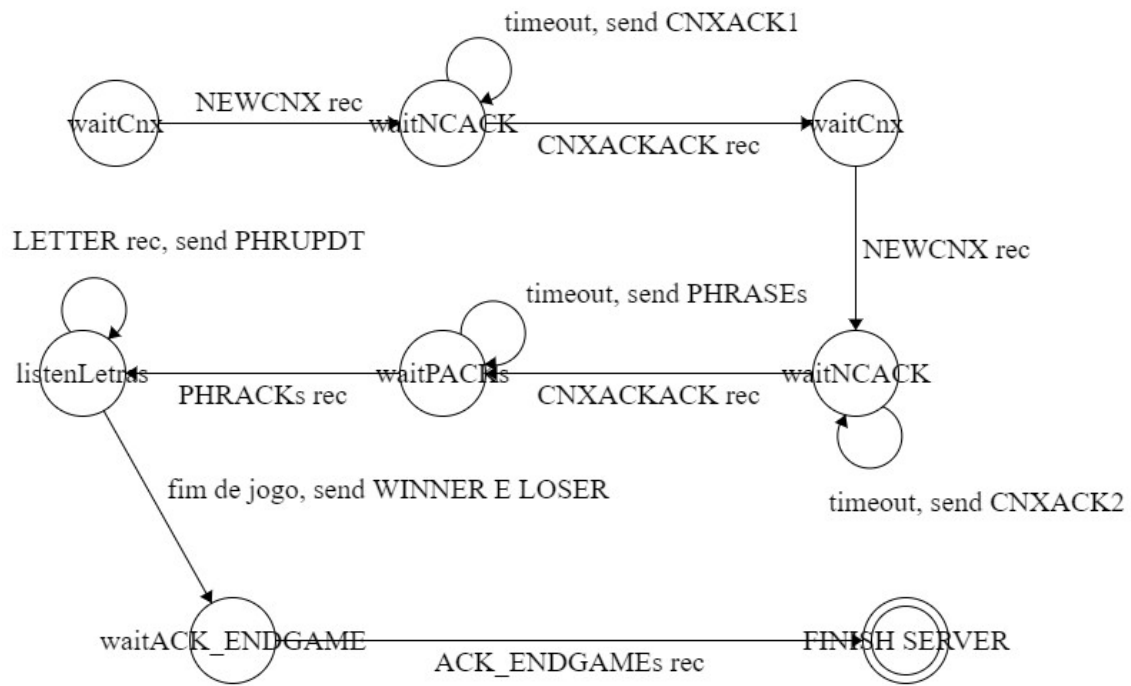 timeout, send CNXACK1
NEWCNX rec
waitCnx
waitNCACK
waitCnx
CNXACKACK rec
LETTER rec, send PHRUPDT
NEWCNX rec
timeout, send PHRASEs
listenLetras
waitPACKs
waitNCACK
PHRACKs rec
CNXACKACK rec
fim de jogo, send WINNER E LOSER
timeout, send CNXACK2
waitACK_ENDGAME
FINISH SERVER
ACK_ENDGAMEs rec